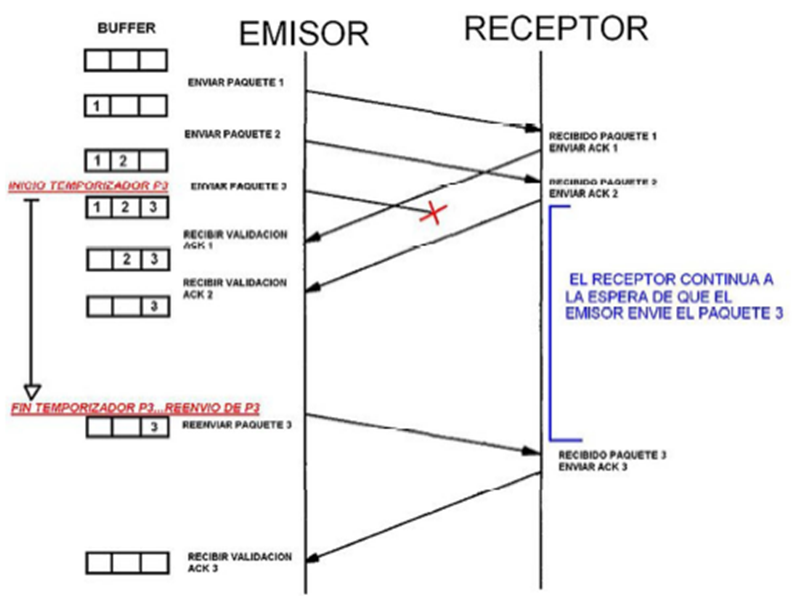 BUFFER
EMISOR
RECEPTOR
ENVIAR PAQUETE 1
1
RECIBIDO PAQUETE 1
ENVIAR ACK 1
ENVIAR PAQUETE 2
1 2
RECIBIDO PAQUETE 2
ENVIAR ACK 2
INICIO TEMPORIZADOR P3
ENVIAR PAQUETE 3
1 2 3
RECIBIR VALIDACION
ACK 1
2 3
RECIBIR VALIDACION
ACK 2
3
EL RECEPTOR CONTINUA A
LA ESPERA DE QUE EL
EMISOR ENVIE EL PAQUETE 3
FIN TEMPORIZADOR P3...REENVIO DE P3
3
REENVIAR PAQUETE 3
RECIBIDO PAQUETE 3
ENVIAR ACK 3
RECIBIR VALIDACION
ACK 3